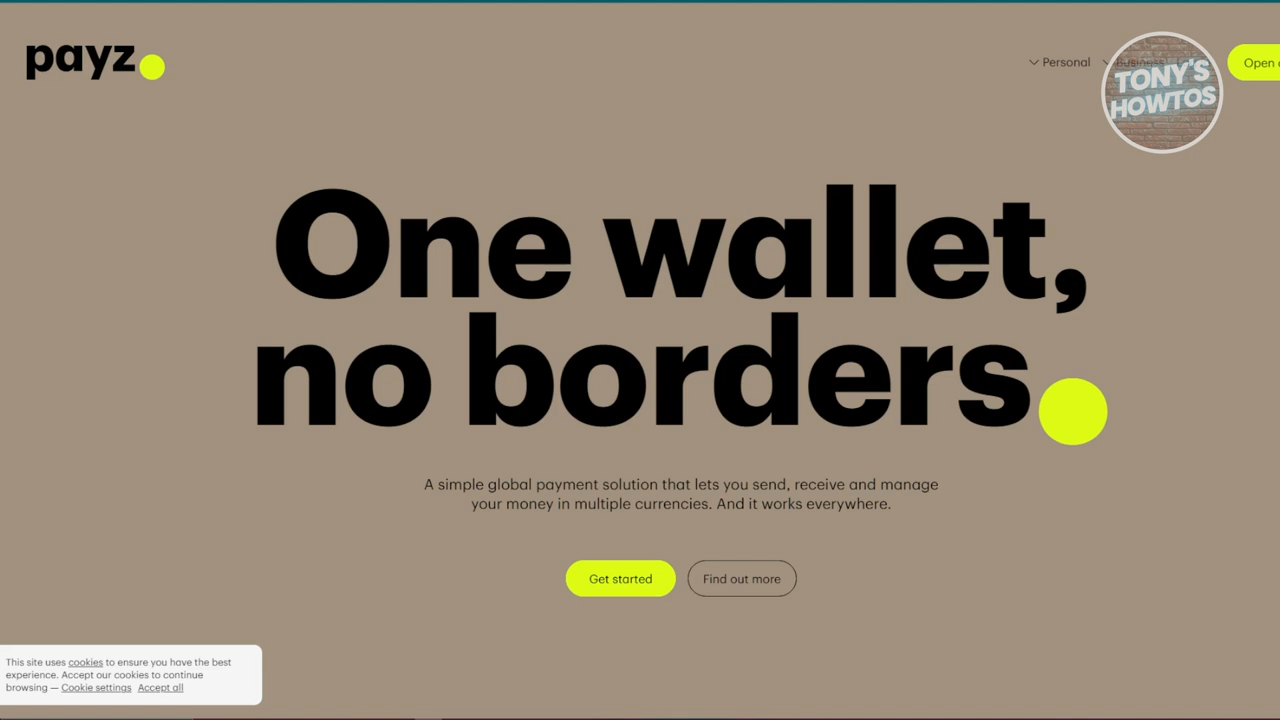 payz
Personal
Business
Open
TONY'S
HOWTOS
One wallet,
no borders.
A simple global payment solution that lets you send, receive and manage
your money in multiple currencies. And it works everywhere.
Get started
Find out more
This site uses cookies to ensure you have the best
experience. Accept our cookies to continue
browsing — Cookie settings Accept all